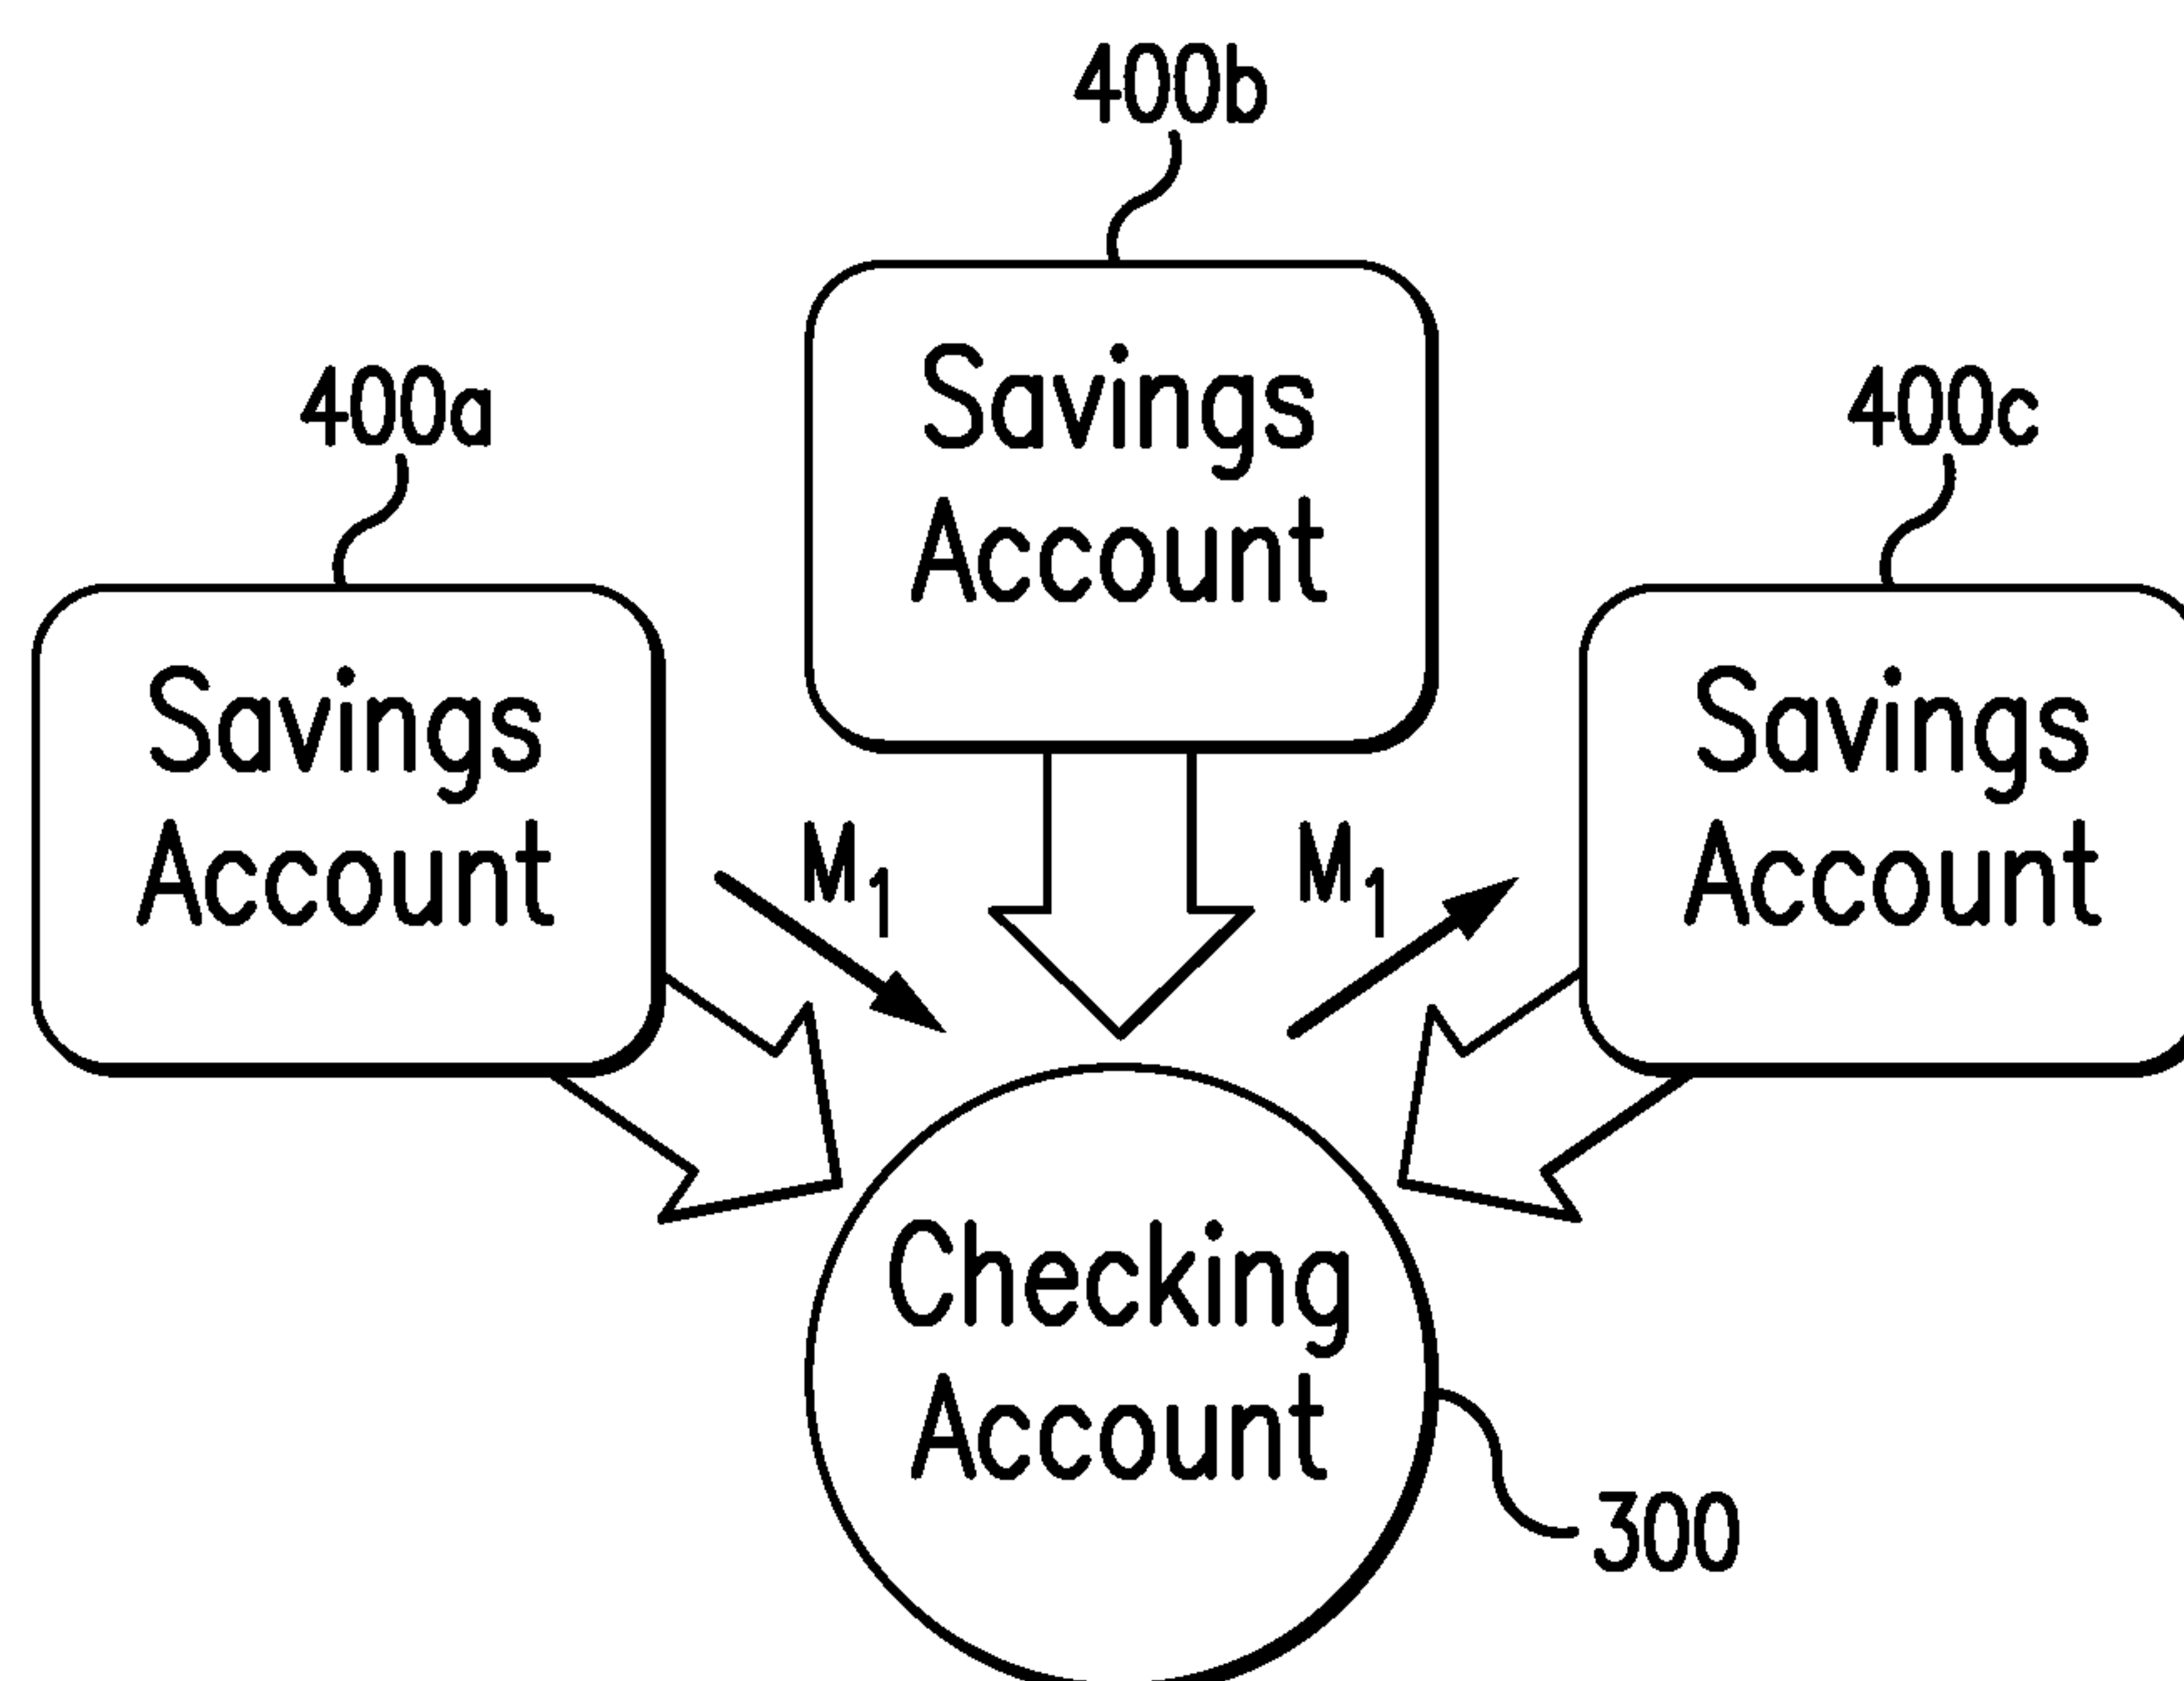 400b
400a
400c
Savings
Account
Savings
Account
Savings
Account
M1
M1
Checking
Account
300